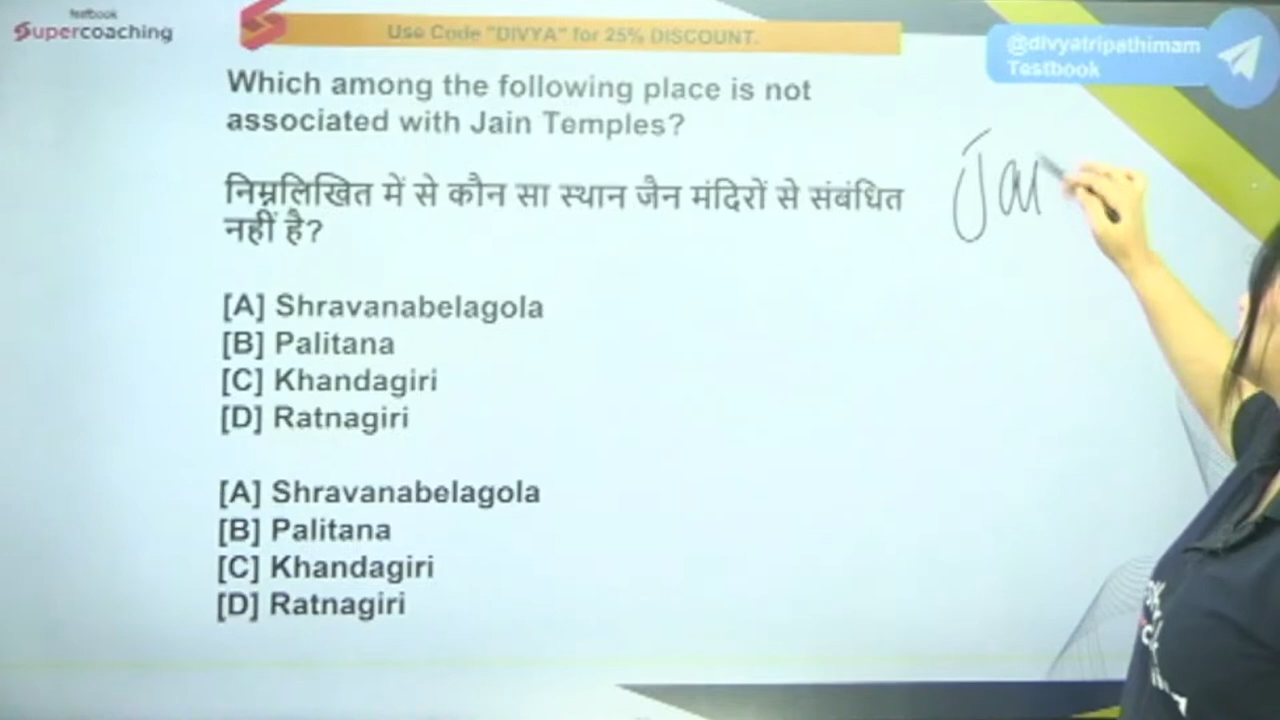 testbook
Supercoaching
Use Code "DIVYA" for 25% DISCOUNT.
@divyatripathimam
Testbook
Which among the following place is not
associated with Jain Temples?
Jai
निम्नलिखित में से कौन सा स्थान जैन मंदिरों से संबंधित
नहीं है?
[A] Shravanabelagola
[B] Palitana
[C] Khandagiri
[D] Ratnagiri
[A] Shravanabelagola
[B] Palitana
[C] Khandagiri
[D] Ratnagiri